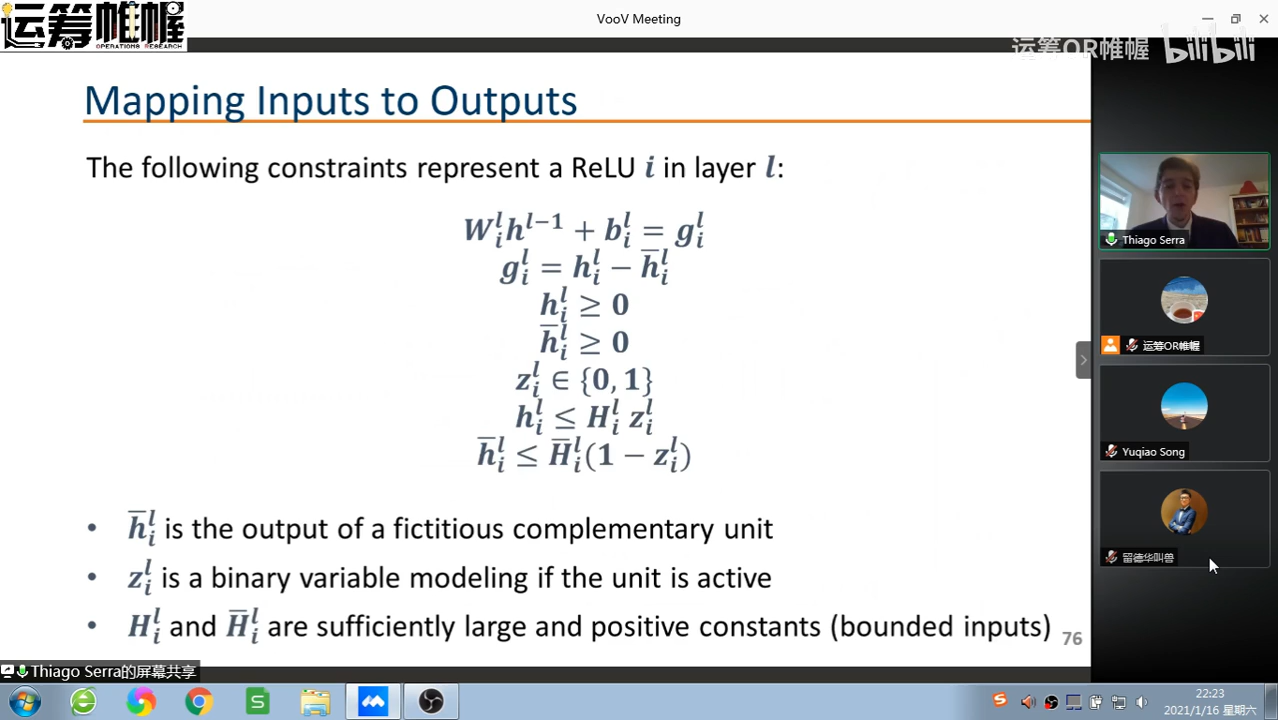 VooV Meeting
运筹帷幄
OPERATIONS RESEARCH
运筹OR帷幄 bilibili
Mapping Inputs to Outputs
The following constraints represent a ReLU i in layer l:
W_i^l h^{l-1} + b_i^l = g_i^l
g_i^l = h_i^l − h̅_i^l
h_i^l ≥ 0
h̅_i^l ≥ 0
z_i^l ∈ {0, 1}
h_i^l ≤ H_i^l z_i^l
h̅_i^l ≤ H̅_i^l(1 − z_i^l)
• h̅_i^l is the output of a fictitious complementary unit
• z_i^l is a binary variable modeling if the unit is active
• H_i^l and H̅_i^l are sufficiently large and positive constants (bounded inputs)
76
Thiago Serra
运筹OR帷幄
Yuqiao Song
留德华叫兽
Thiago Serra的屏幕共享
22:23
2021/1/16 星期六